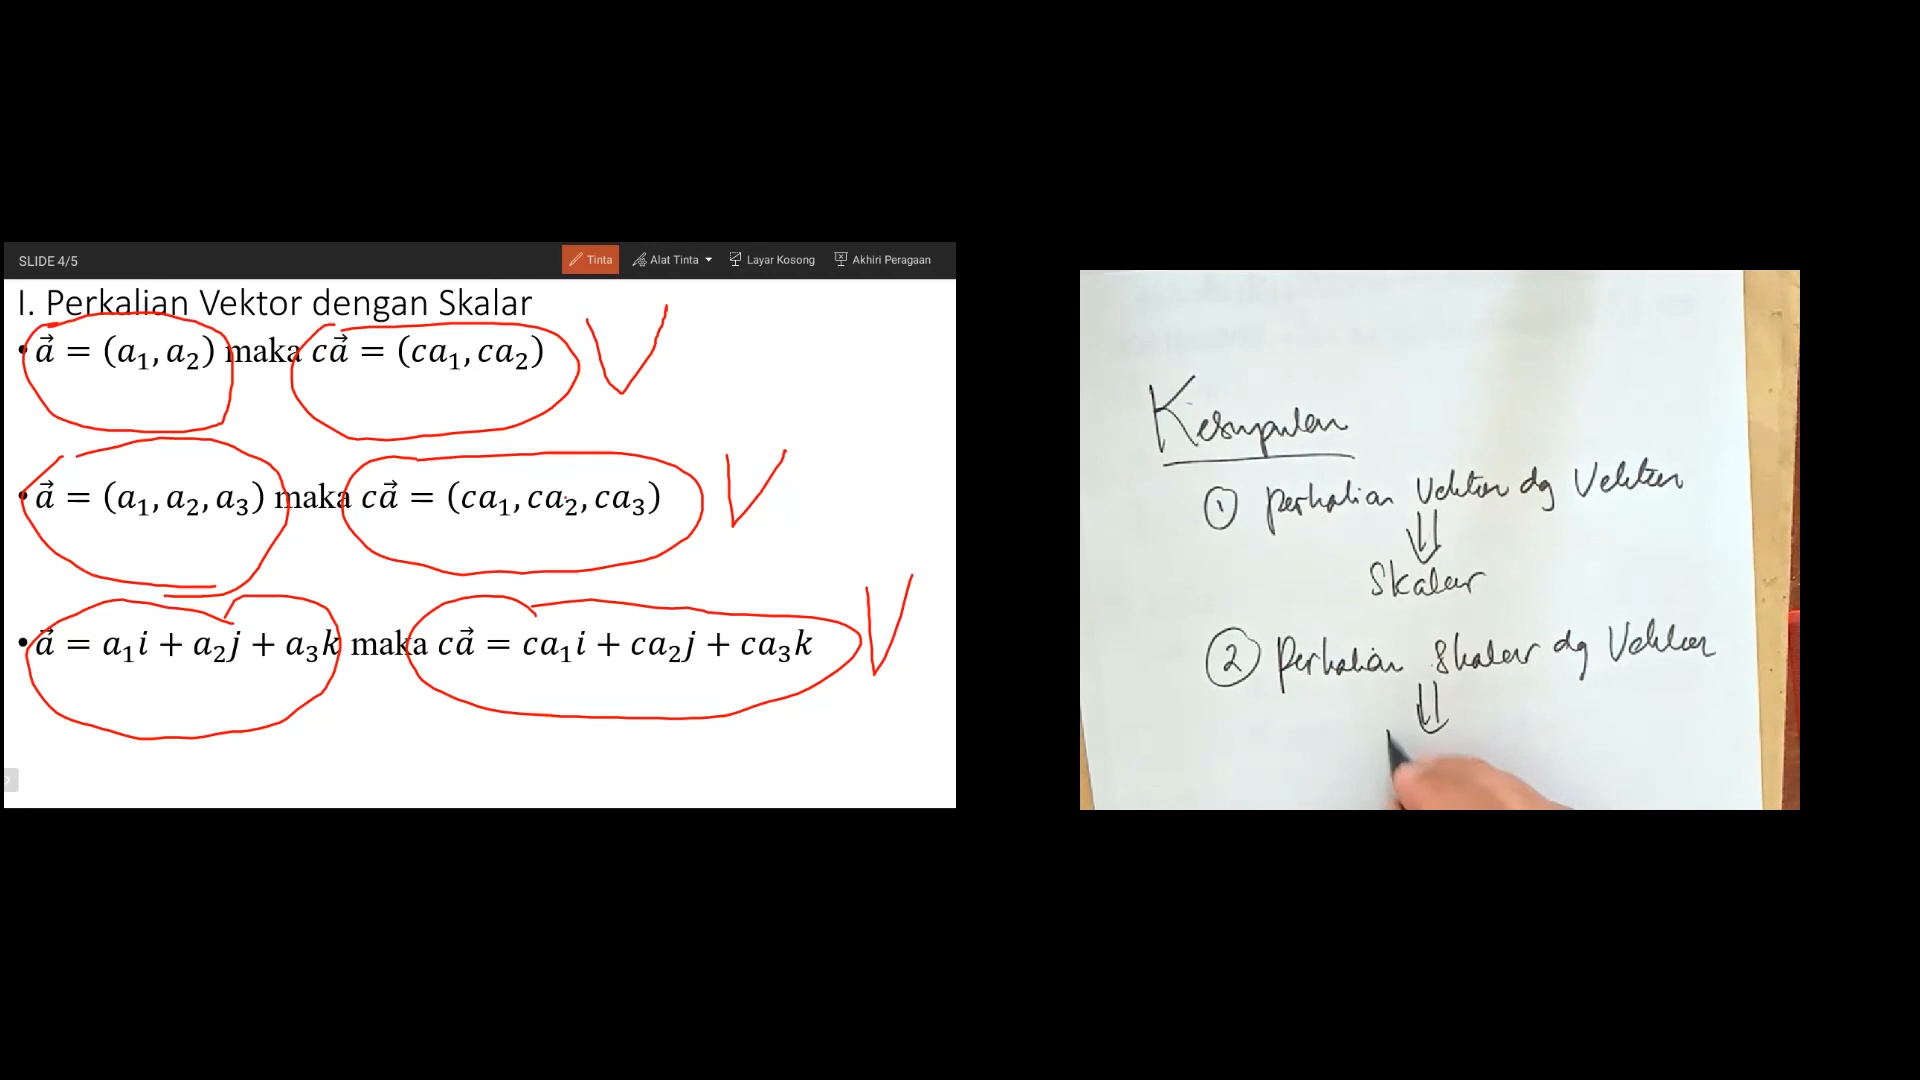 SLIDE 4/5
Tinta
Alat Tinta
Layar Kosong
Akhiri Peragaan
I. Perkalian Vektor dengan Skalar
• a⃗ = (a₁, a₂) maka ca⃗ = (ca₁, ca₂)
• a⃗ = (a₁, a₂, a₃) maka ca⃗ = (ca₁, ca₂, ca₃)
• a⃗ = a₁i + a₂j + a₃k maka ca⃗ = ca₁i + ca₂j + ca₃k
Kesimpulan
① Perkalian Vektor dg Vektor
⇓
Skalar
② Perkalian Skalar dg Vektor
⇓